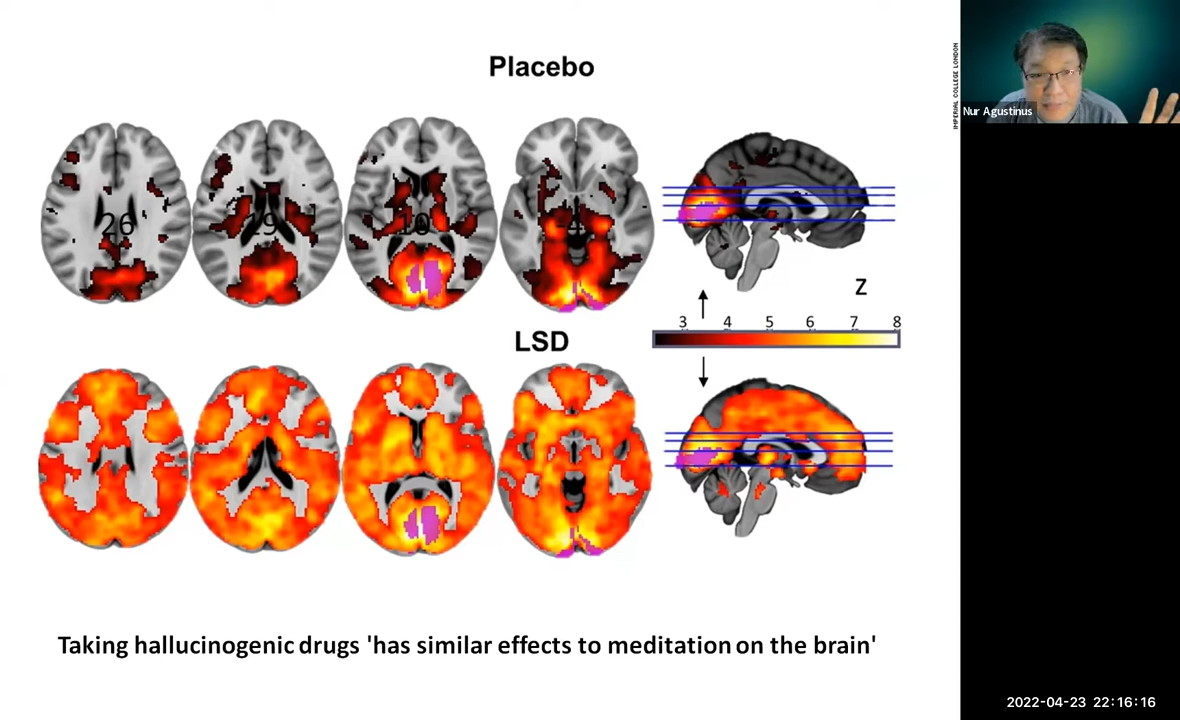 Placebo
IMPERIAL COLLEGE LONDON
Nur Agustinus
26
19
10
-4
Z
3 4 5 6 7 8
LSD
Taking hallucinogenic drugs 'has similar effects to meditation on the brain'
2022-04-23 22:16:16